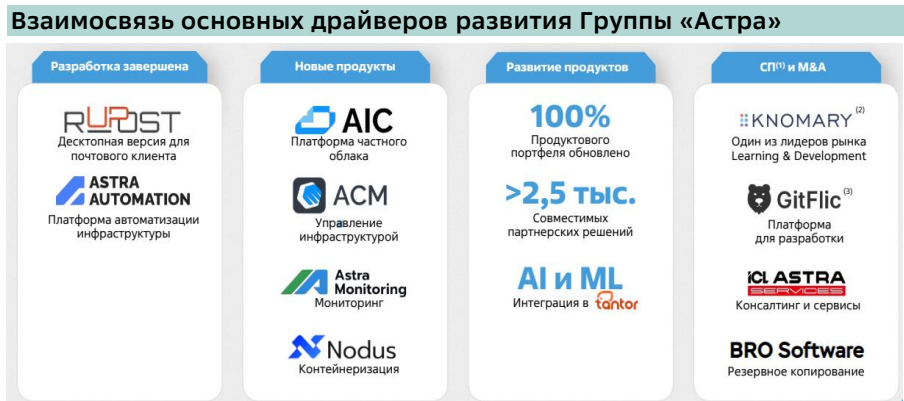 Взаимосвязь основных драйверов развития Группы «Астра»
Разработка завершена
RUPOST
Десктопная версия для
почтового клиента
ASTRA
AUTOMATION
Платформа автоматизации
инфраструктуры
Новые продукты
AIC
Платформа частного
облака
ACM
Управление
инфраструктурой
Astra
Monitoring
Мониторинг
Nodus
Контейнеризация
Развитие продуктов
100%
Продуктового
портфеля обновлено
>2,5 тыс.
Совместимых
партнерских решений
AI и ML
Интеграция в tantor
СП(1) и M&A
KNOMARY(2)
Один из лидеров рынка
Learning & Development
GitFlic(3)
Платформа
для разработки
iCL ASTRA
SERVICES
Консалтинг и сервисы
BRO Software
Резервное копирование